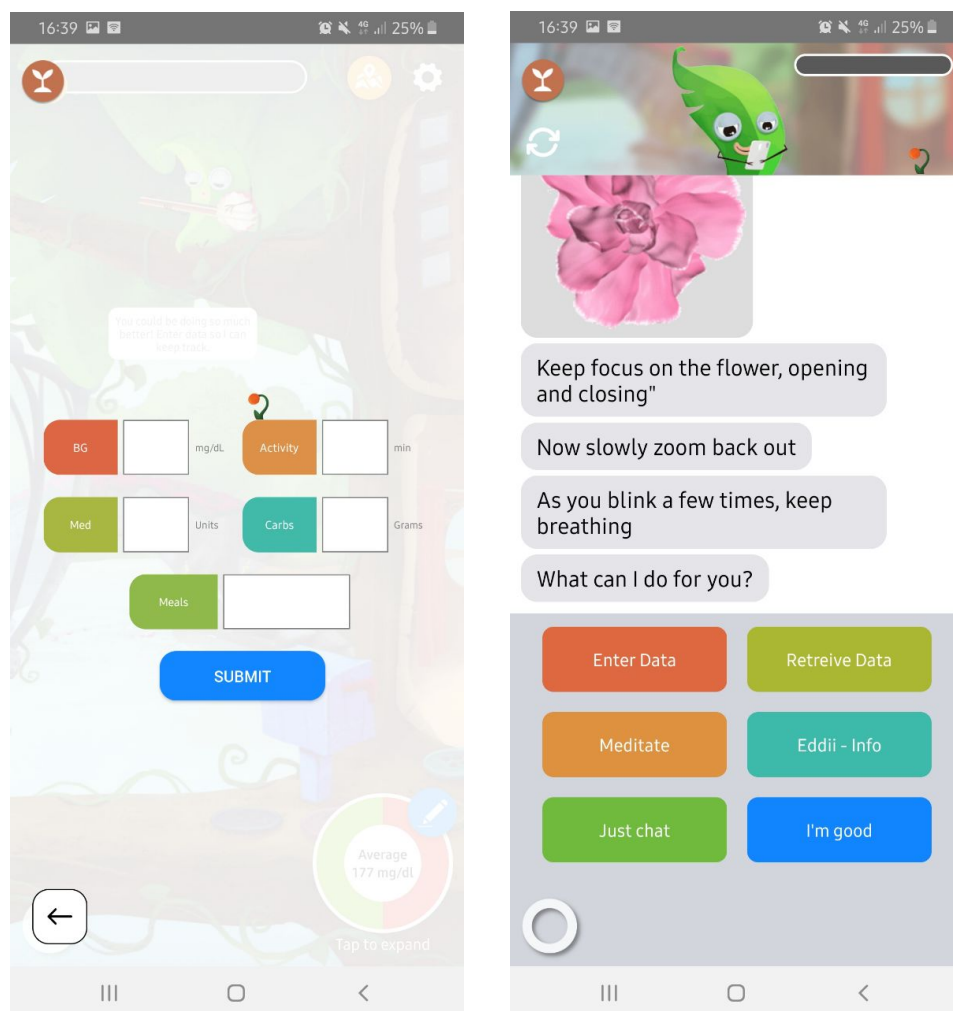 16:39
4G
25%
You could be doing so much
better! Enter data so I can
keep track.
BG
mg/dL
Activity
min
Med
Units
Carbs
Grams
Meals
SUBMIT
Average
177 mg/dl
Tap to expand
16:39
4G
25%
Keep focus on the flower, opening
and closing"
Now slowly zoom back out
As you blink a few times, keep
breathing
What can I do for you?
Enter Data
Retreive Data
Meditate
Eddii - Info
Just chat
I'm good